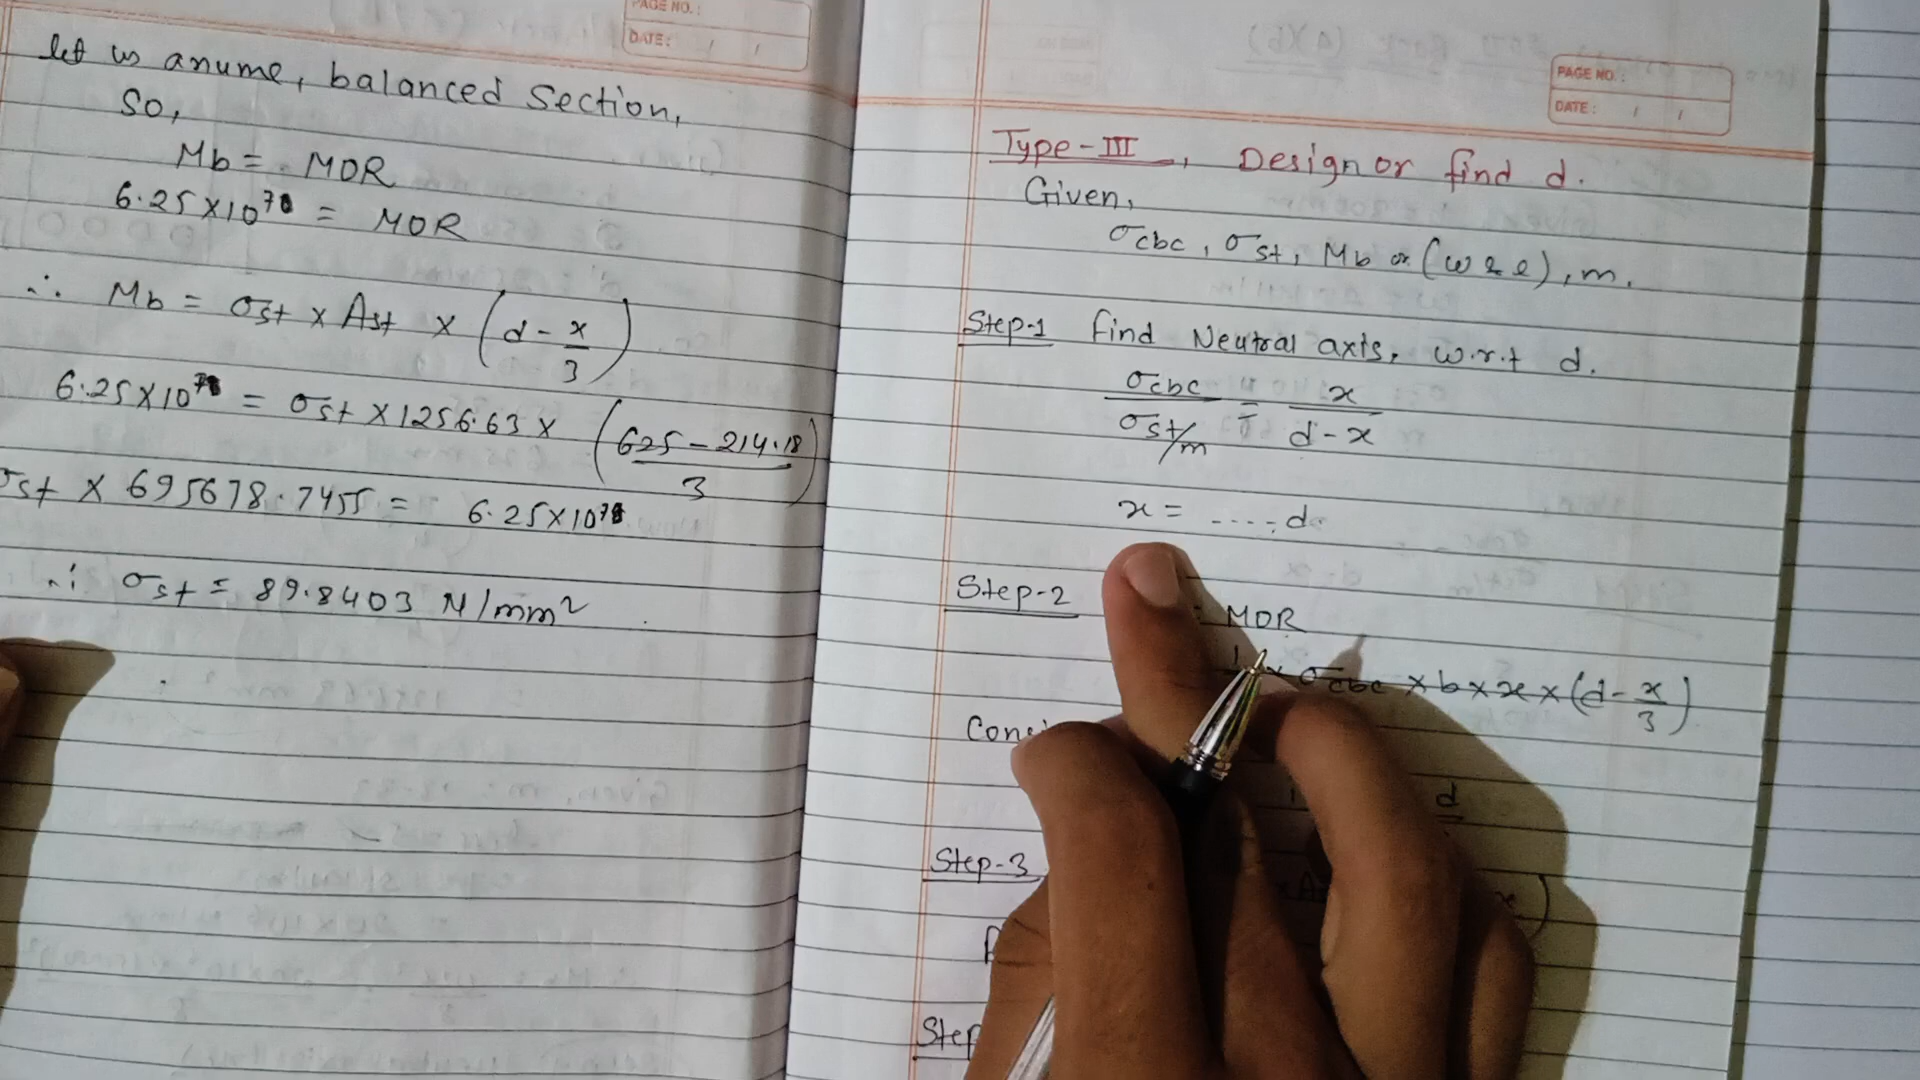 PAGE NO. :
DATE: / /
let us anume, balanced Section,
So,
Mb = MOR
6.25×10⁷ = MOR
∴ Mb = σst × Ast × (d - x/3)
6.25×10⁷ = σst × 1256.63 × (625 - 214.18/3)
σst × 695678.7455 = 6.25×10⁷
∴ σst = 89.8403 N/mm²
PAGE NO. :
DATE : / /
Type-III, Design or find d.
Given,
σcbc, σst, Mb or (w & l), m.
Step-1 find Neutral axis, w.r.t d.
σcbc / σst/m = x / d-x
x = ....d.
Step-2 MOR
× σcbc × b × x × (d - x/3)
d
Step-3